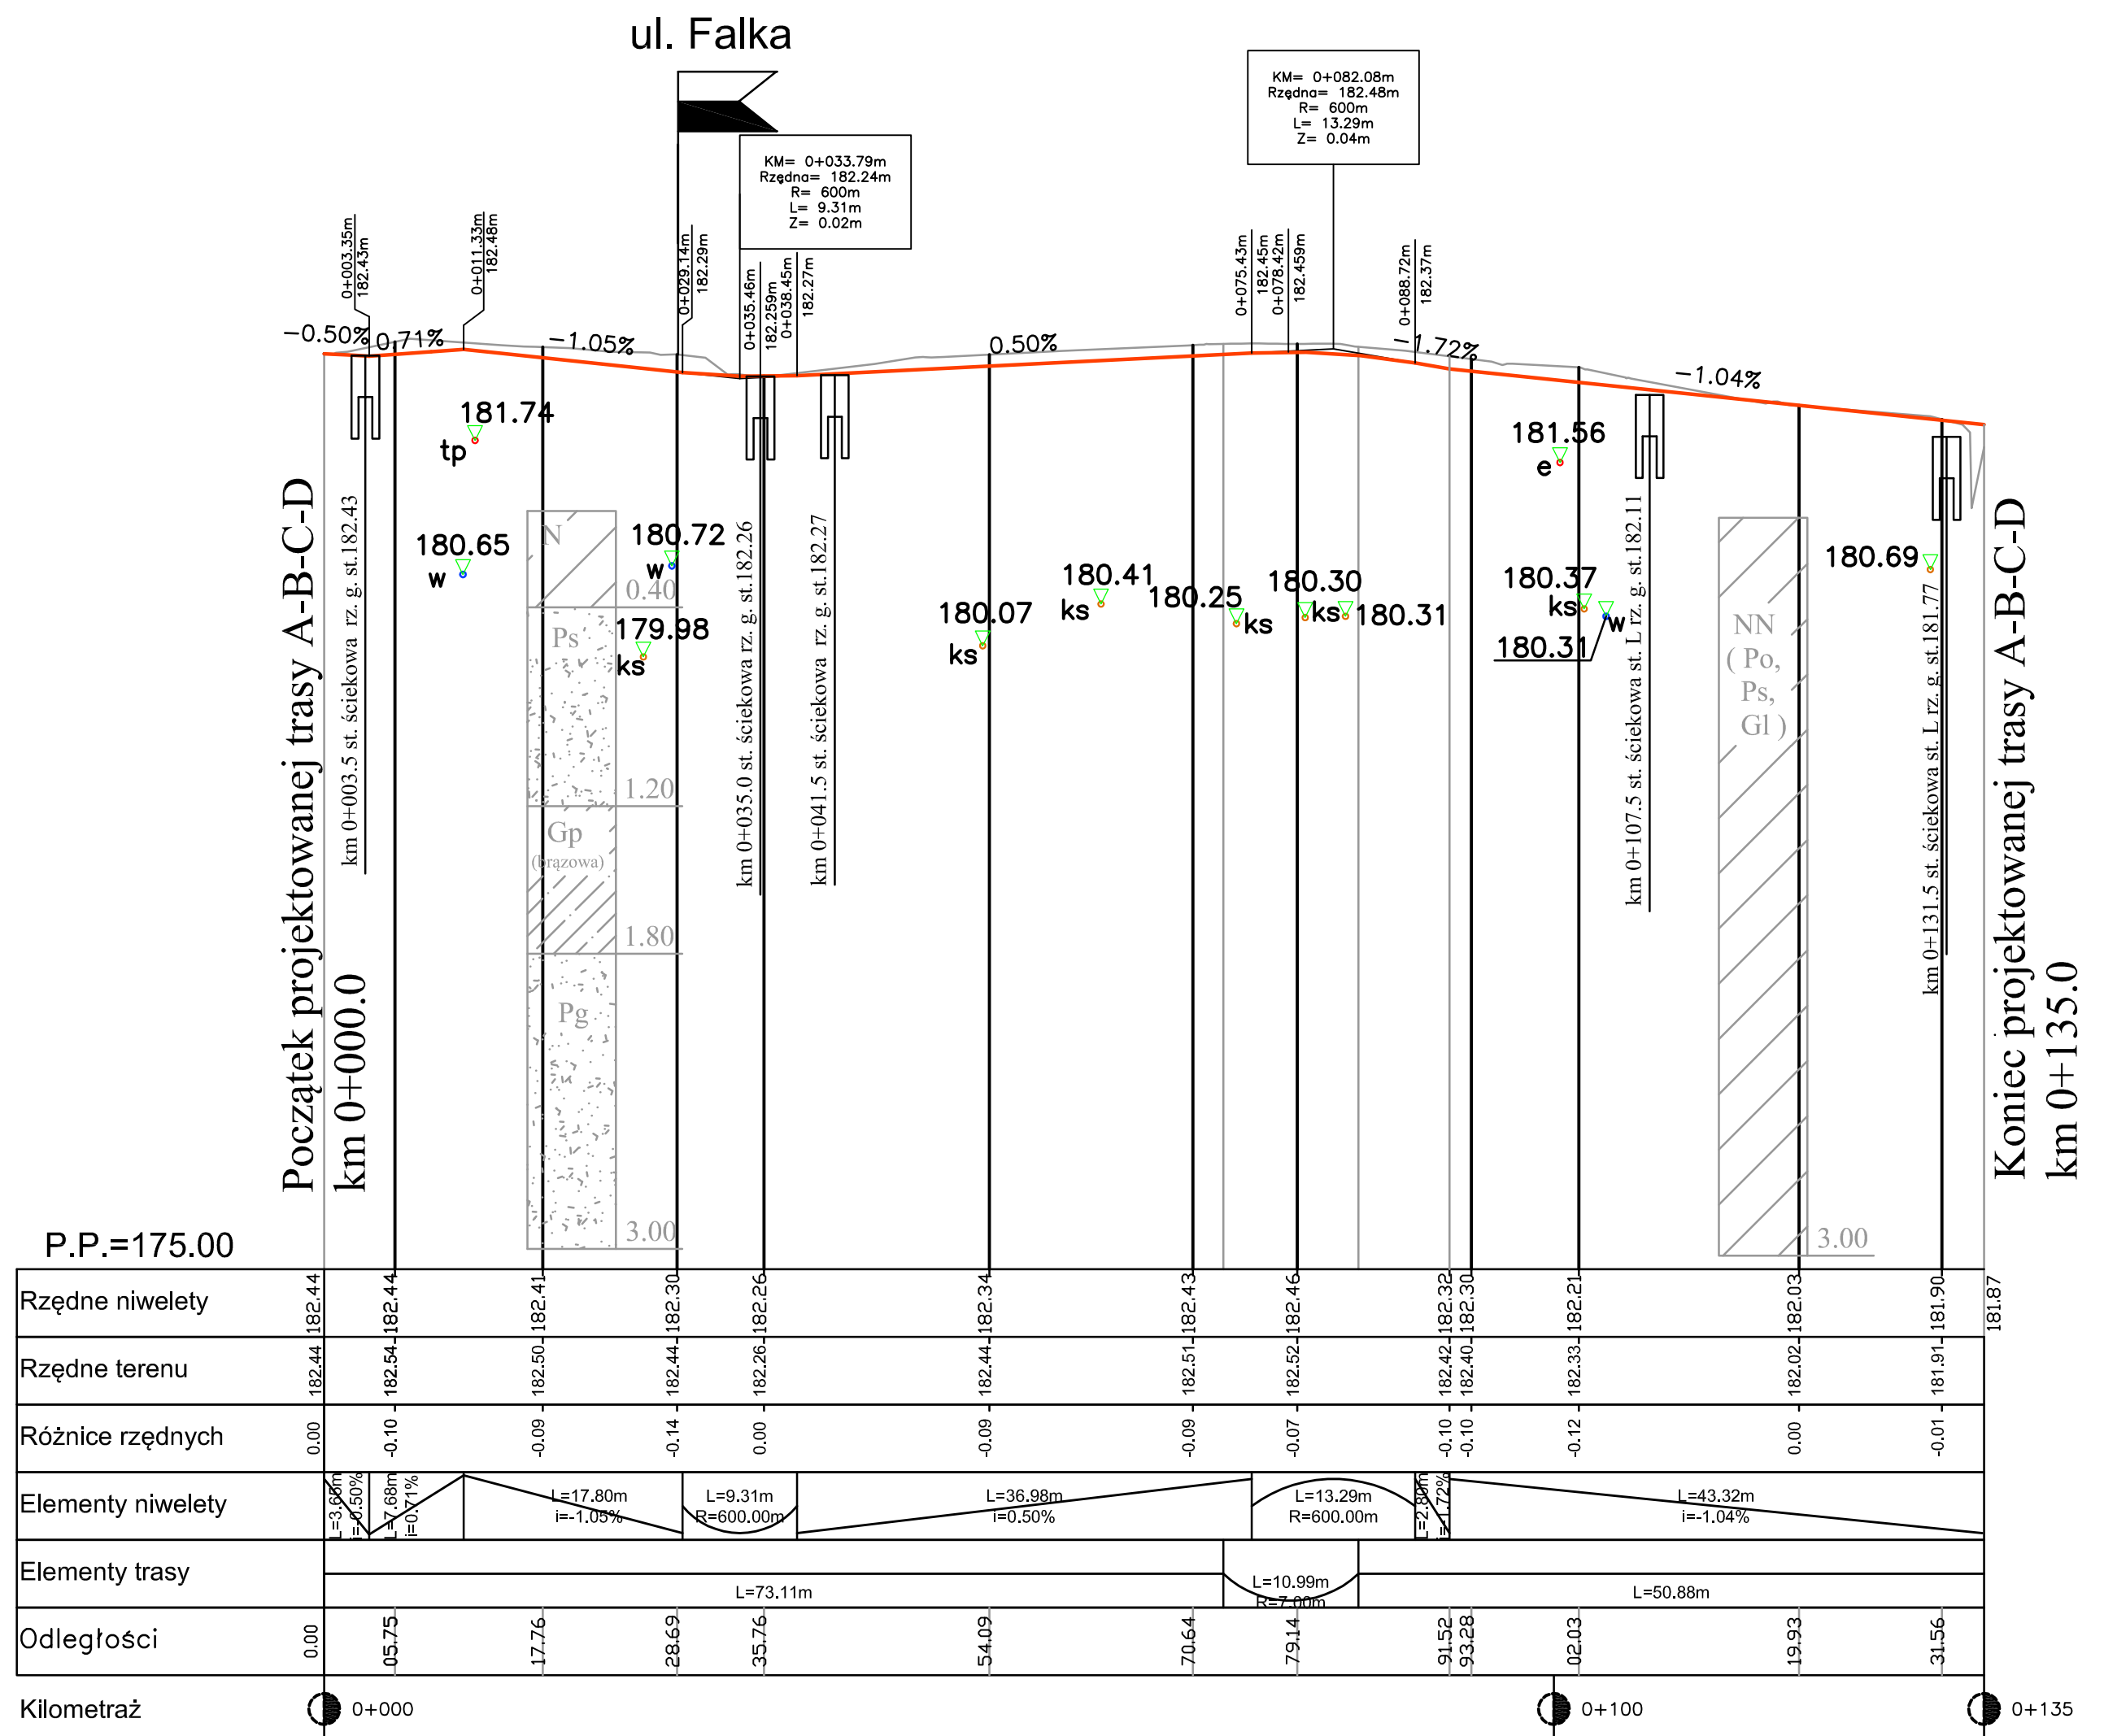 ul. Falka
KM= 0+082.08m
Rzędna= 182.48m
R= 600m
L= 13.29m
Z= 0.04m
KM= 0+033.79m
Rzędna= 182.24m
R= 600m
L= 9.31m
Z= 0.02m
0+003.35m
182.43m
0+011.33m
182.48m
0+029.14m
182.29m
0+035.46m
182.259m
0+038.45m
182.27m
0+075.43m
182.45m
0+078.42m
182.459m
0+088.72m
182.37m
-0.50%
0.71%
-1.05%
0.50%
-1.72%
-1.04%
181.74
tp
180.65
w
180.72
w
179.98
ks
180.07
ks
180.41
ks
180.25
ks
180.30
ks
180.31
181.56
e
180.37
ks
180.31
w
180.69
N
0.40
Ps
1.20
Gp
(brązowa)
1.80
Pg
3.00
NN
( Po,
Ps,
Gl )
3.00
Początek projektowanej trasy A-B-C-D
km 0+000.0
km 0+003.5 st. ściekowa rz. g. st.182.43
km 0+035.0 st. ściekowa rz. g. st.182.26
km 0+041.5 st. ściekowa rz. g. st.182.27
km 0+107.5 st. ściekowa st. L rz. g. st.182.11
km 0+131.5 st. ściekowa st. L rz. g. st.181.77
Koniec projektowanej trasy A-B-C-D
km 0+135.0
P.P.=175.00
Rzędne niwelety 182.44 182.44 182.41 182.30 182.26 182.34 182.43 182.46 182.32 182.30 182.21 182.03 181.90 181.87
Rzędne terenu 182.44 182.54 182.50 182.44 182.26 182.44 182.51 182.52 182.42 182.40 182.33 182.02 181.91
Różnice rzędnych 0.00 -0.10 -0.09 -0.14 0.00 -0.09 -0.09 -0.07 -0.10 -0.10 -0.12 0.00 -0.01
Elementy niwelety
L=3.65m
i=-0.50%
L=7.68m
i=0.71%
L=17.80m
i=-1.05%
L=9.31m
R=600.00m
L=36.98m
i=0.50%
L=13.29m
R=600.00m
L=2.80m
i=-1.72%
L=43.32m
i=-1.04%
Elementy trasy
L=73.11m
L=10.99m
R=7.00m
L=50.88m
Odległości 0.00 05.75 17.76 28.69 35.76 54.09 70.64 79.14 91.52 93.28 02.03 19.93 31.56
Kilometraż 0+000 0+100 0+135